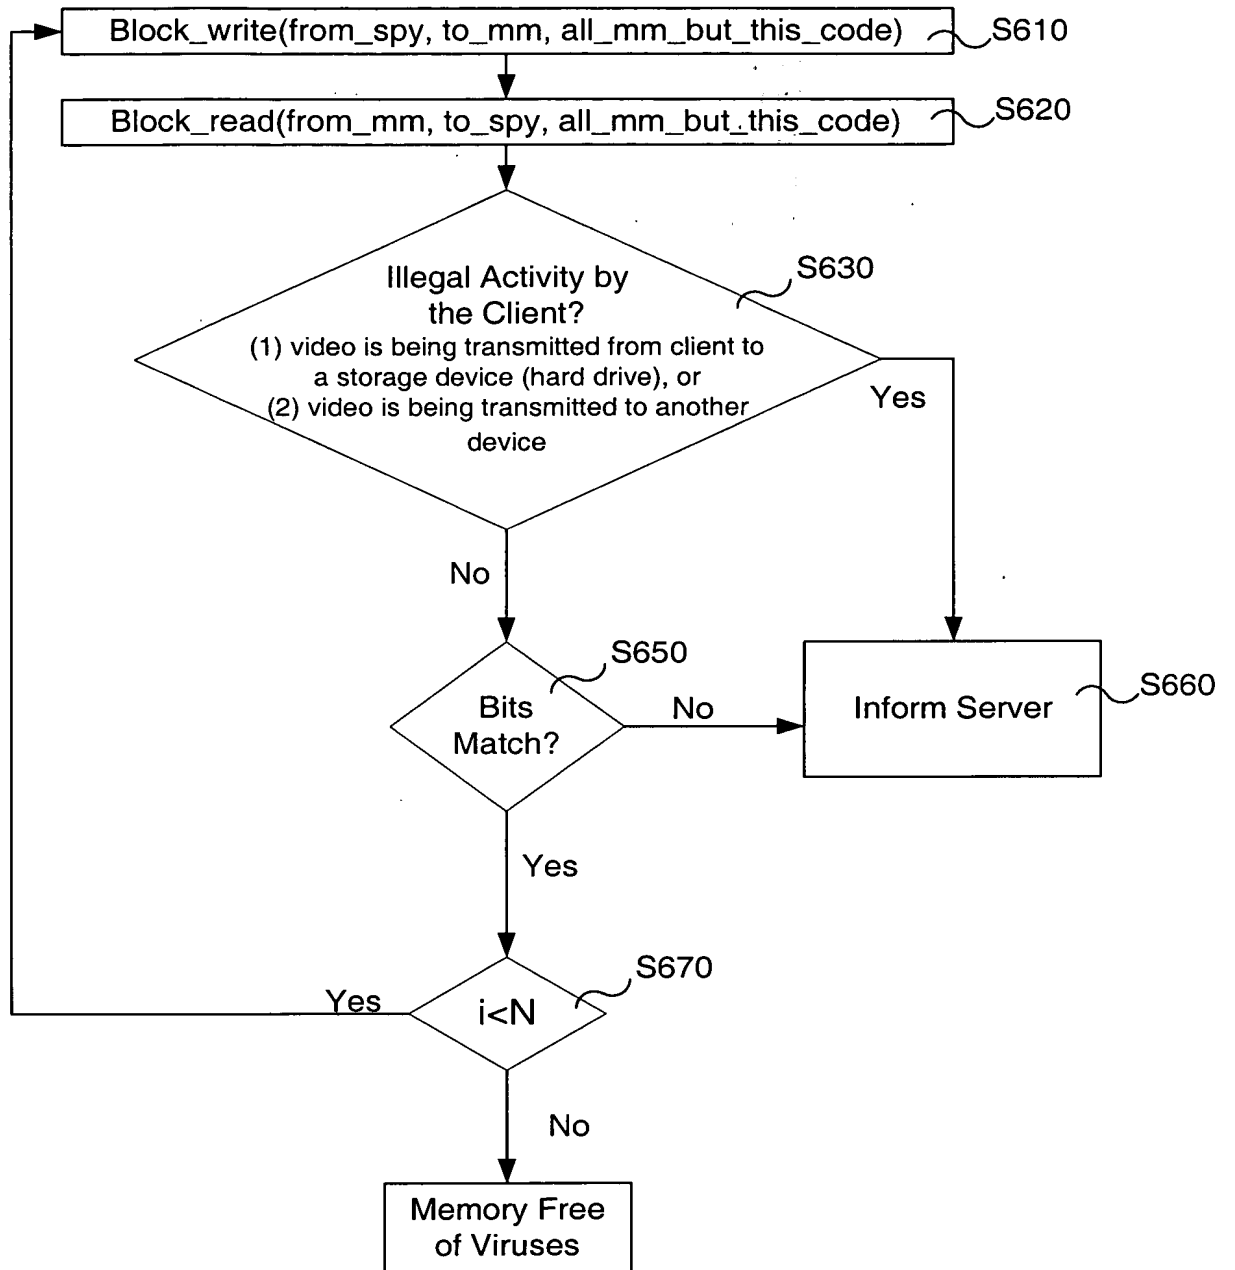 Block_write(from_spy, to_mm, all_mm_but_this_code)
S610
Block_read(from_mm, to_spy, all_mm_but_this_code)
S620
Illegal Activity by
the Client?
(1) video is being transmitted from client to
a storage device (hard drive), or
(2) video is being transmitted to another
device
S630
Yes
No
Bits
Match?
S650
No
Inform Server
S660
Yes
i<N
S670
Yes
No
Memory Free
of Viruses